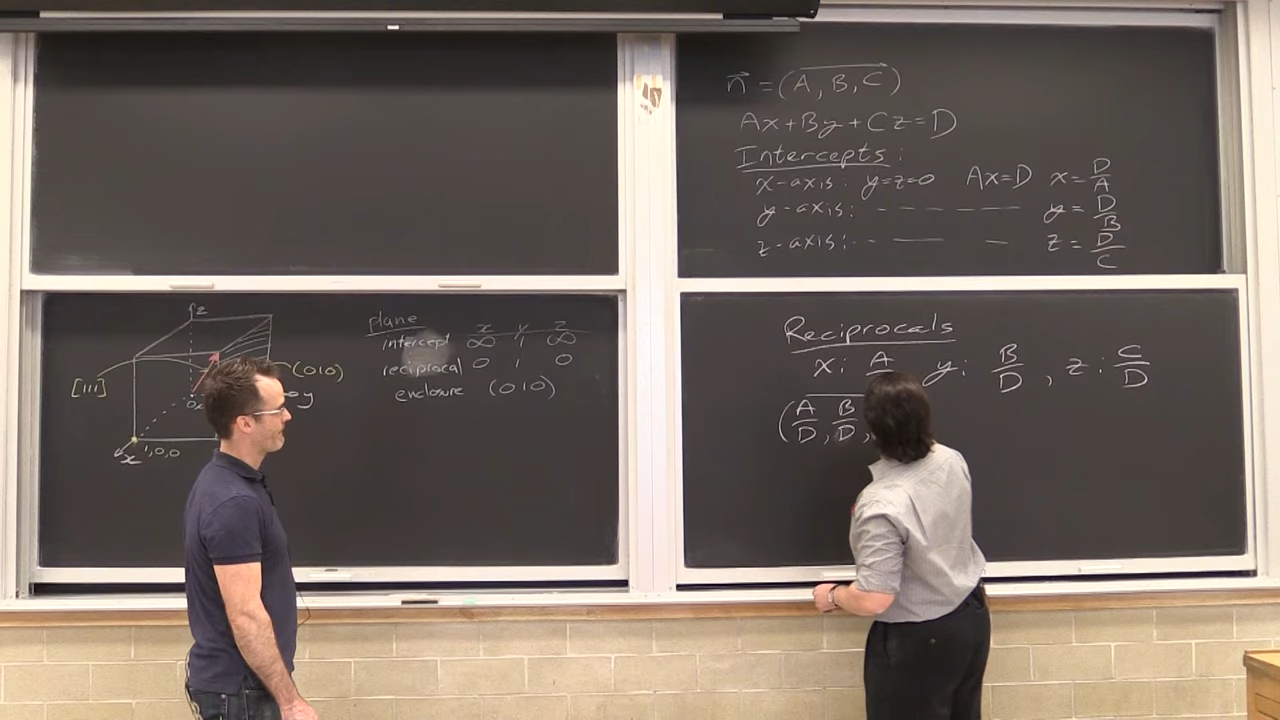 z
[111]
(010)
y
x
1,0,0
plane
x y z
intercept ∞ 1 ∞
reciprocal 0 1 0
enclosure (010)
n⃗ = (A, B, C)
Ax+By+Cz=D
Intercepts:
x-axis: y=z=0 Ax=D x=D/A
y-axis: - - - - - - y=D/B
z-axis: - - - - z=D/C
Reciprocals
x: A y: B/D, z: C/D
(A/D, B/D,